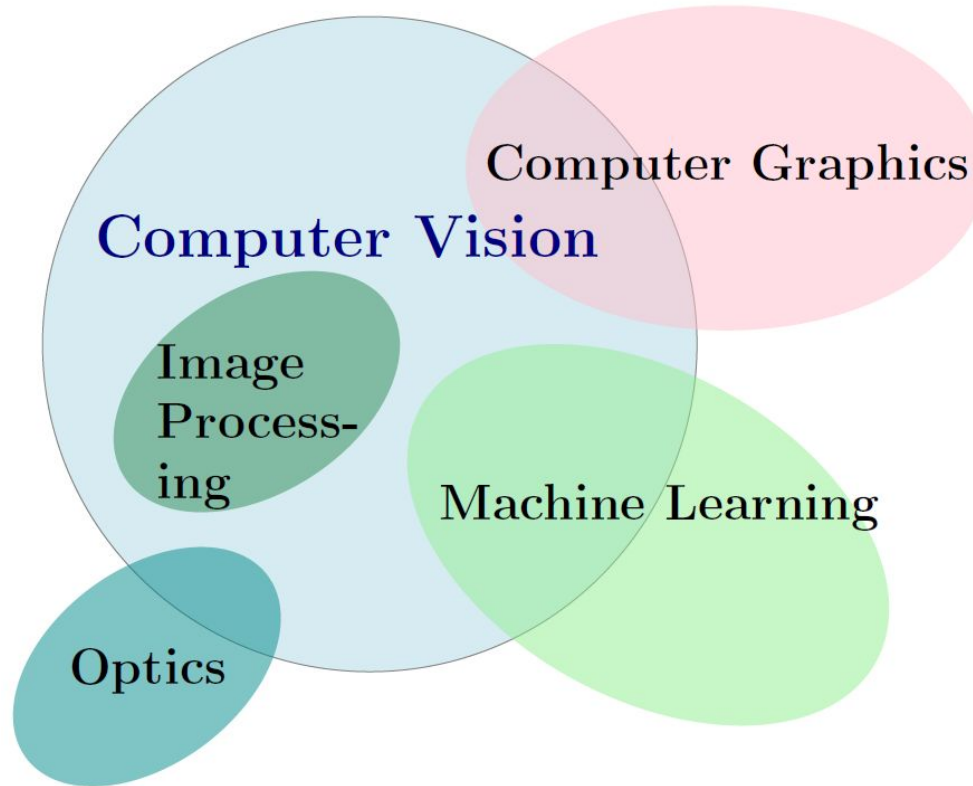 Computer Graphics
Computer Vision
Image
Process-
ing
Machine Learning
Optics